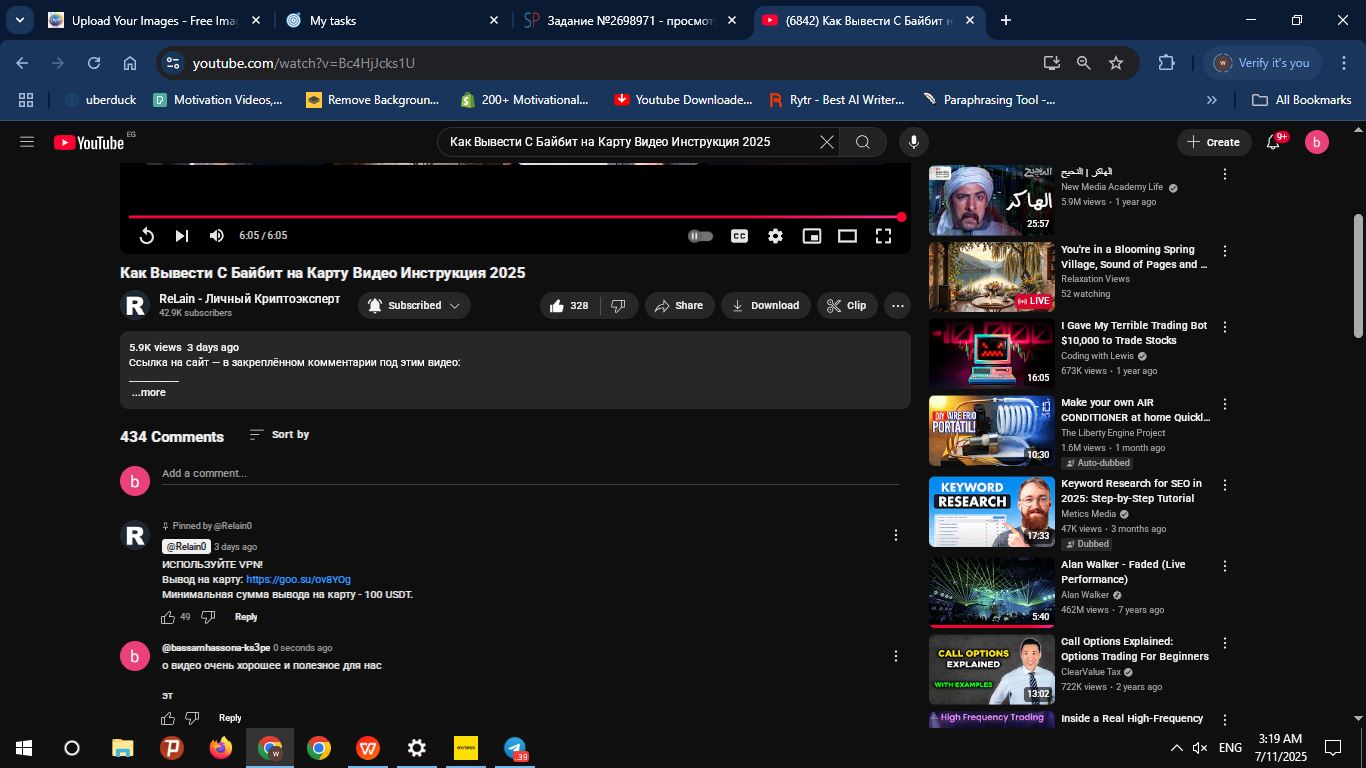 Upload Your Images - Free Imag
My tasks
SP Задание №2698971 - просмот
(6842) Как Вывести С Байбит н
youtube.com/watch?v=Bc4HjJcks1U
Verify it's you
uberduck
Motivation Videos,...
Remove Backgroun...
200+ Motivational...
Youtube Downloade...
Rytr - Best AI Writer...
Paraphrasing Tool -...
All Bookmarks
YouTube EG
Как Вывести С Байбит на Карту Видео Инструкция 2025
Create
9+
b
6:05 / 6:05
CC
Как Вывести С Байбит на Карту Видео Инструкция 2025
R
ReLain - Личный Криптоэксперт
42.9K subscribers
Subscribed
328
Share
Download
Clip
5.9K views 3 days ago
Ссылка на сайт — в закреплённом комментарии под этим видео:
__________
...more
434 Comments
Sort by
b
Add a comment...
R
Pinned by @Relain0
@Relain0 3 days ago
ИСПОЛЬЗУЙТЕ VPN!
Вывод на карту: https://goo.su/ov8YOg
Минимальная сумма вывода на карту - 100 USDT.
49
Reply
b
@bassamhassona-ks3pe 0 seconds ago
о видео очень хорошее и полезное для нас
эт
Reply
الهاكر
25:57
الهاكر | الدحيح
New Media Academy Life
5.9M views • 1 year ago
LIVE
You're in a Blooming Spring
Village, Sound of Pages and ...
Relaxation Views
52 watching
16:05
I Gave My Terrible Trading Bot
$10,000 to Trade Stocks
Coding with Lewis
673K views • 1 year ago
DIY AIRE FRIO
PORTATIL!
10:30
Make your own AIR
CONDITIONER at home Quickl...
The Liberty Engine Project
1.6M views • 1 month ago
Auto-dubbed
KEYWORD
RESEARCH
17:33
Keyword Research for SEO in
2025: Step-by-Step Tutorial
Metics Media
47K views • 3 months ago
Dubbed
5:40
Alan Walker - Faded (Live
Performance)
Alan Walker
462M views • 7 years ago
CALL OPTIONS
EXPLAINED
WITH EXAMPLES
13:02
Call Options Explained:
Options Trading For Beginners
ClearValue Tax
722K views • 2 years ago
High Frequency Trading
Inside a Real High-Frequency
exness
39
ENG
3:19 AM
7/11/2025